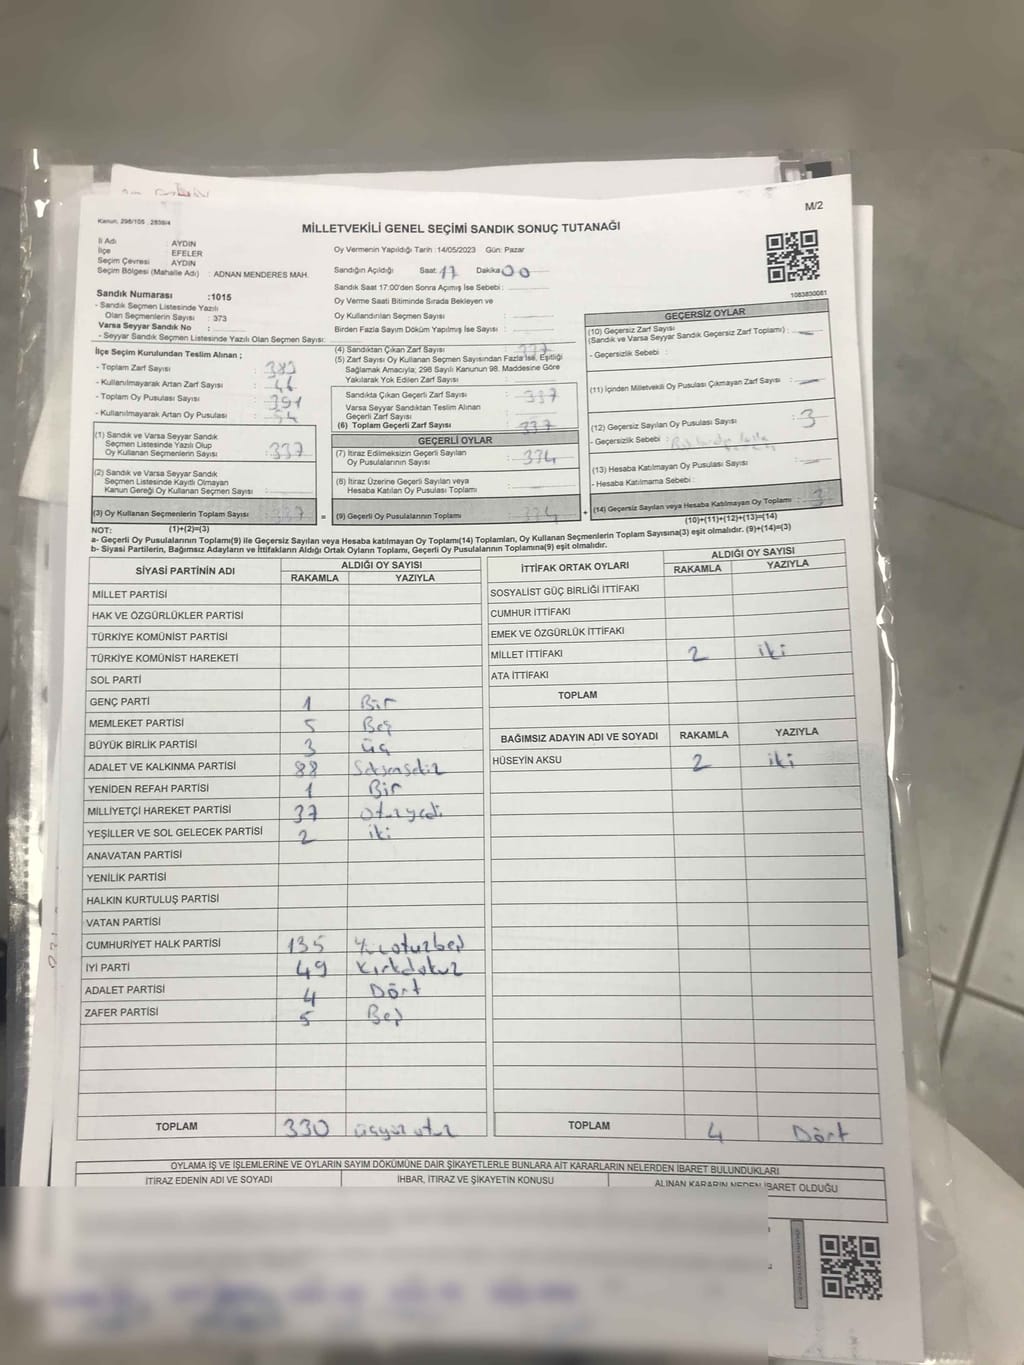 M/2
Kanun, 298/105 , 2839/4
MİLLETVEKİLİ GENEL SEÇİMİ SANDIK SONUÇ TUTANAĞI
İl Adı : AYDIN
İlçe : EFELER
Seçim Çevresi : AYDIN
Seçim Bölgesi (Mahalle Adı) : ADNAN MENDERES MAH.
Oy Vermenin Yapıldığı Tarih :14/05/2023 Gün: Pazar
Sandığın Açıldığı Saat: 17 Dakika: 00
Sandık Saat 17:00'den Sonra Açımış İse Sebebi :
Oy Verme Saati Bitiminde Sırada Bekleyen ve
Oy Kullandırılan Seçmen Sayısı :
Birden Fazla Sayım Döküm Yapılmış İse Sayısı :
Sandık Numarası :1015
- Sandık Seçmen Listesinde Yazılı
Olan Seçmenlerin Sayısı : 373
Varsa Seyyar Sandık No :
- Seyyar Sandık Seçmen Listesinde Yazılı Olan Seçmen Sayısı:
1083830081
İlçe Seçim Kurulundan Teslim Alınan ;
- Toplam Zarf Sayısı : 383
- Kullanılmayarak Artan Zarf Sayısı : 46
- Toplam Oy Pusulası : 391
- Kullanılmayarak Artan Oy Pusulası : 54
(1) Sandık ve Varsa Seyyar Sandık
Seçmen Listesinde Yazılı Olup
Oy Kullanan Seçmenlerin Sayısı : 337
(2) Sandık ve Varsa Seyyar Sandık
Seçmen Listesinde Kayıtlı Olmayan
Kanun Gereği Oy Kullanan Seçmen Sayısı :
(3) Oy Kullanan Seçmenlerin Toplam Sayısı : 337
(1)+(2)=(3)
(4) Sandıktan Çıkan Zarf Sayısı : 337
(5) Zarf Sayısı Oy Kullanan Seçmen Sayısından Fazla İse, Eşitliği
Sağlamak Amacıyla; 298 Sayılı Kanunun 98. Maddesine Göre
Yakılarak Yok Edilen Zarf Sayısı :
Sandıkta Çıkan Geçerli Zarf Sayısı : 337
Varsa Seyyar Sandıktan Teslim Alınan
Geçerli Zarf Sayısı :
(6) Toplam Geçerli Zarf Sayısı : 337
GEÇERLİ OYLAR
(7) İtiraz Edilmeksizin Geçerli Sayılan
Oy Pusulalarının Sayısı : 334
(8) İtiraz Üzerine Geçerli Sayılan veya
Hesaba Katılan Oy Pusulası Toplamı :
= (9) Geçerli Oy Pusulalarının Toplamı : 334
GEÇERSİZ OYLAR
(10) Geçersiz Zarf Sayısı
(Sandık ve Varsa Seyyar Sandık Geçersiz Zarf Toplamı) :
- Geçersizlik Sebebi :
(11) İçinden Milletvekili Oy Pusulası Çıkmayan Zarf Sayısı :
(12) Geçersiz Sayılan Oy Pusulası Sayısı : 3
- Geçersizlik Sebebi :
(13) Hesaba Katılmayan Oy Pusulası Sayısı :
- Hesaba Katılmama Sebebi :
+ (14) Geçersiz Sayılan veya Hesaba Katılmayan Oy Toplamı : 3
(10)+(11)+(12)+(13)=(14)
NOT:
a- Geçerli Oy Pusulalarının Toplamı(9) ile Geçersiz Sayılan veya Hesaba katılmayan Oy Toplamı(14) Toplamları, Oy Kullanan Seçmenlerin Toplam Sayısına(3) eşit olmalıdır. (9)+(14)=(3)
b- Siyasi Partilerin, Bağımsız Adayların ve İttifakların Aldığı Ortak Oyların Toplamı, Geçerli Oy Pusulalarının Toplamına(9) eşit olmalıdır.
SİYASİ PARTİNİN ADI ALDIĞI OY SAYISI
RAKAMLA YAZIYLA
MİLLET PARTİSİ
HAK VE ÖZGÜRLÜKLER PARTİSİ
TÜRKİYE KOMÜNİST PARTİSİ
TÜRKİYE KOMÜNİST HAREKETİ
SOL PARTİ
GENÇ PARTİ 1 Bir
MEMLEKET PARTİSİ 5 Beş
BÜYÜK BİRLİK PARTİSİ 3 üç
ADALET VE KALKINMA PARTİSİ 88 Seksensekiz
YENİDEN REFAH PARTİSİ 1 Bir
MİLLİYETÇİ HAREKET PARTİSİ 37 otuzyedi
YEŞİLLER VE SOL GELECEK PARTİSİ 2 iki
ANAVATAN PARTİSİ
YENİLİK PARTİSİ
HALKIN KURTULUŞ PARTİSİ
VATAN PARTİSİ
CUMHURİYET HALK PARTİSİ 135 Yüzotuzbeş
İYİ PARTİ 49 Kırkdokuz
ADALET PARTİSİ 4 Dört
ZAFER PARTİSİ 5 Beş
TOPLAM 330 üçyüz otuz
İTTİFAK ORTAK OYLARI ALDIĞI OY SAYISI
RAKAMLA YAZIYLA
SOSYALİST GÜÇ BİRLİĞİ İTTİFAKI
CUMHUR İTTİFAKI
EMEK VE ÖZGÜRLÜK İTTİFAKI
MİLLET İTTİFAKI 2 iki
ATA İTTİFAKI
TOPLAM
BAĞIMSIZ ADAYIN ADI VE SOYADI RAKAMLA YAZIYLA
HÜSEYİN AKSU 2 iki
TOPLAM 4 Dört
OYLAMA İŞ VE İŞLEMLERİNE VE OYLARIN SAYIM DÖKÜMÜNE DAİR ŞİKAYETLERLE BUNLARA AİT KARARLARIN NELERDEN İBARET BULUNDUKLARI
İTİRAZ EDENİN ADI VE SOYADI İHBAR, İTİRAZ VE ŞİKAYETİN KONUSU ALINAN KARARIN NEDEN İBARET OLDUĞU